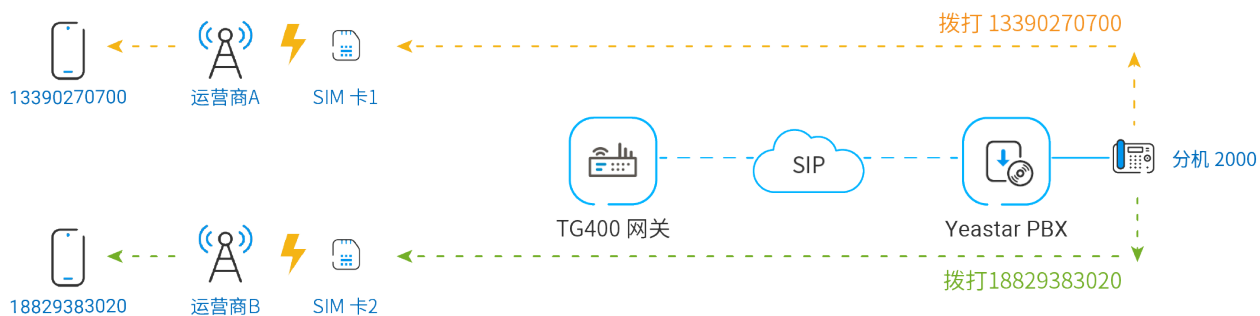 拨打 13390270700
13390270700
运营商A
SIM 卡1
SIP
分机 2000
TG400 网关
Yeastar PBX
拨打18829383020
18829383020
运营商B
SIM 卡2